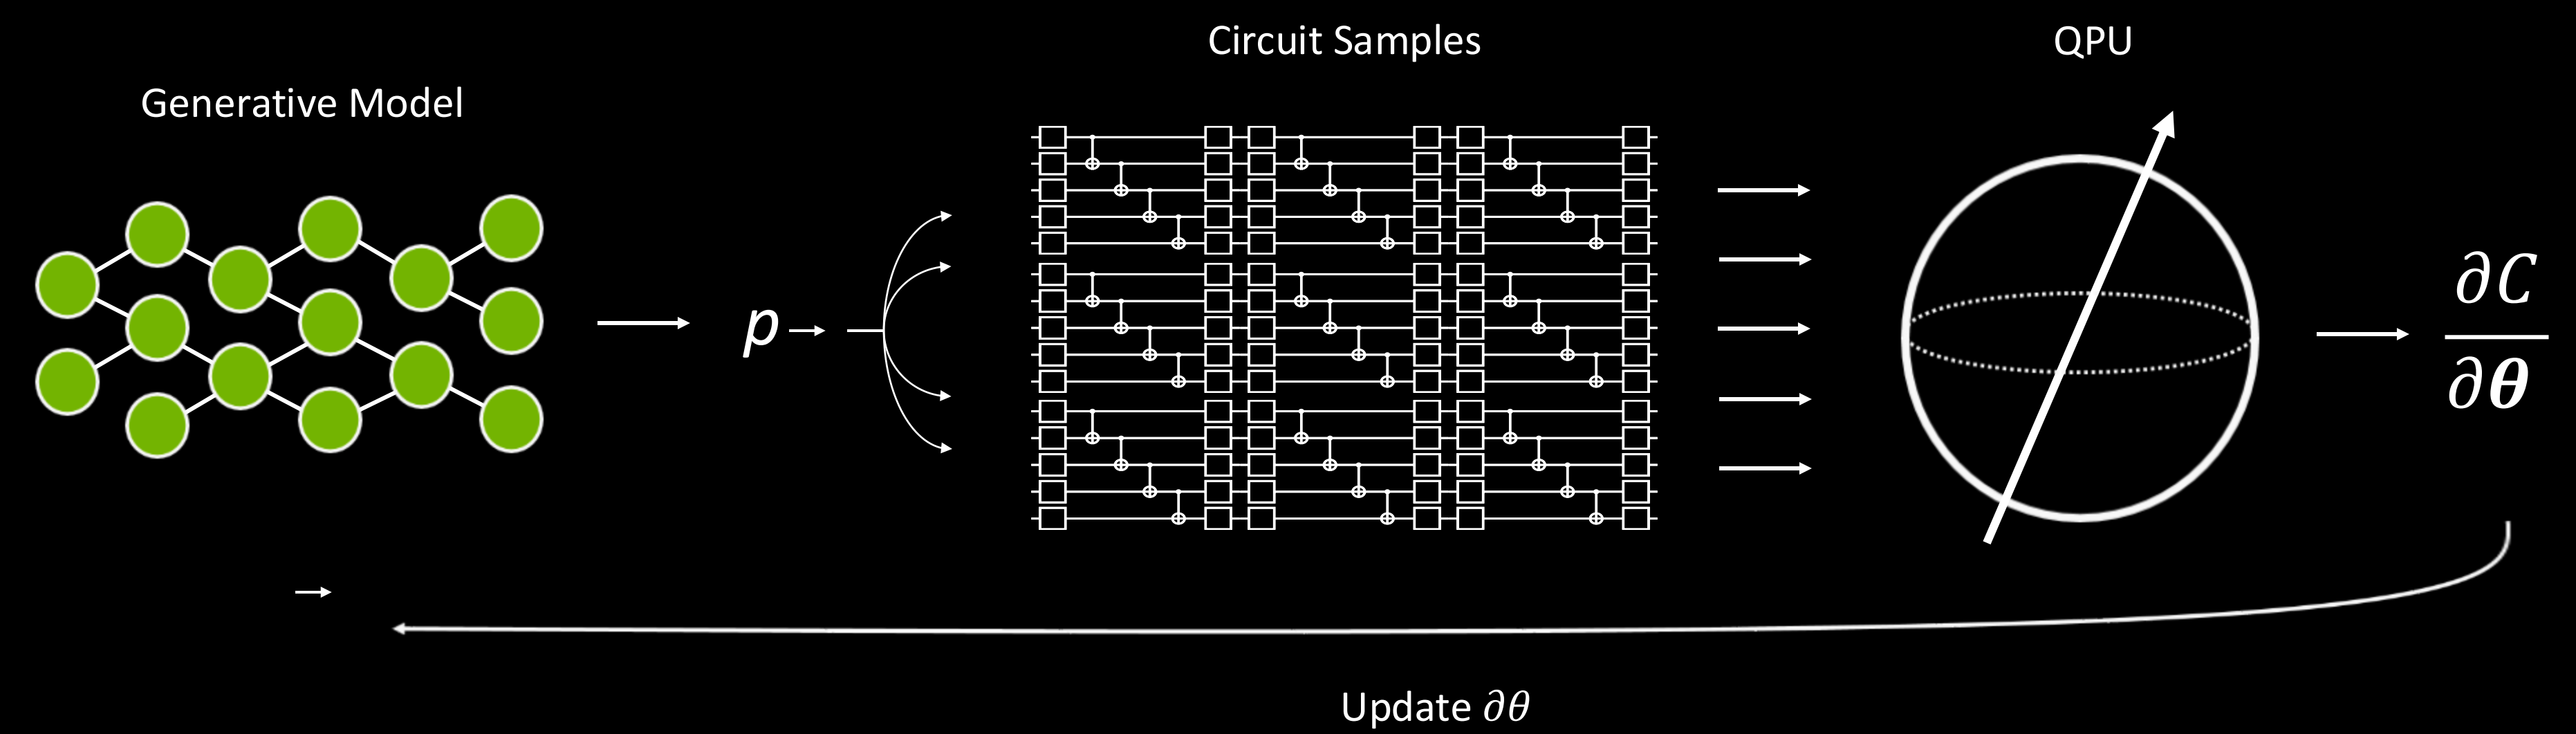 Generative Model
p
Circuit Samples
QPU
∂C
∂θ
Update ∂θ